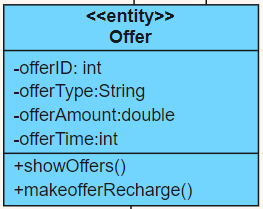 <<entity>>
Offer
-offerID: int
-offerType:String
-offerAmount:double
-offerTime:int
+showOffers()
+makeofferRecharge()